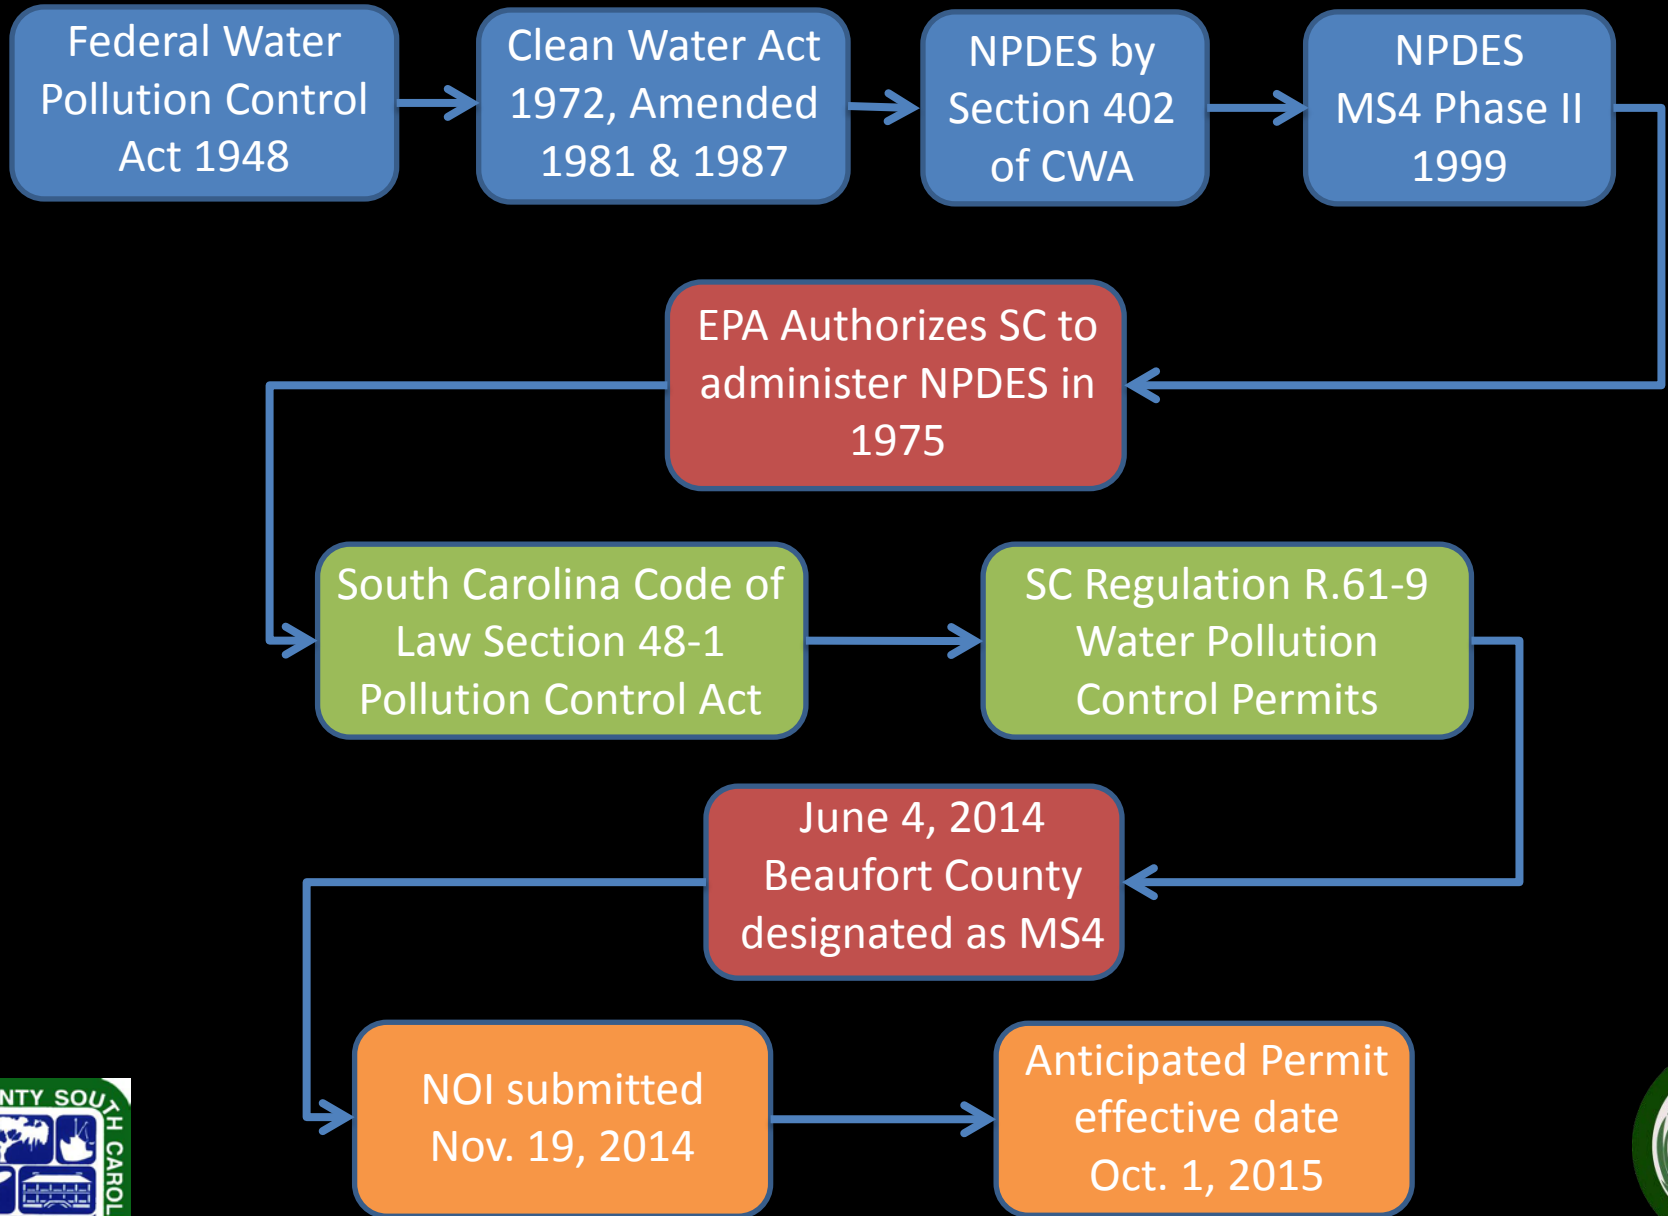 Federal Water
Pollution Control
Act 1948
Clean Water Act
1972, Amended
1981 & 1987
NPDES by
Section 402
of CWA
NPDES
MS4 Phase II
1999
EPA Authorizes SC to
administer NPDES in
1975
South Carolina Code of
Law Section 48-1
Pollution Control Act
SC Regulation R.61-9
Water Pollution
Control Permits
June 4, 2014
Beaufort County
designated as MS4
NOI submitted
Nov. 19, 2014
Anticipated Permit
effective date
Oct. 1, 2015
SOUTH